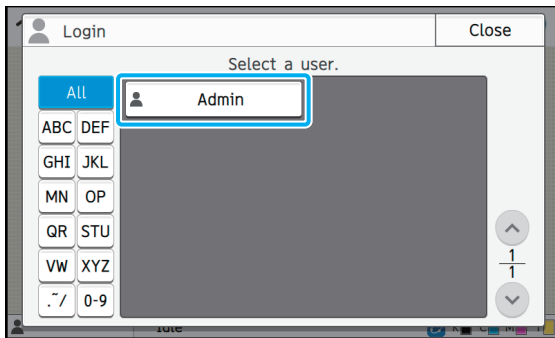 Login
Close
Select a user.
All
Admin
ABC DEF
GHI JKL
MN OP
QR STU
VW XYZ
.~/ 0-9
1
1
Idle
K C M Y